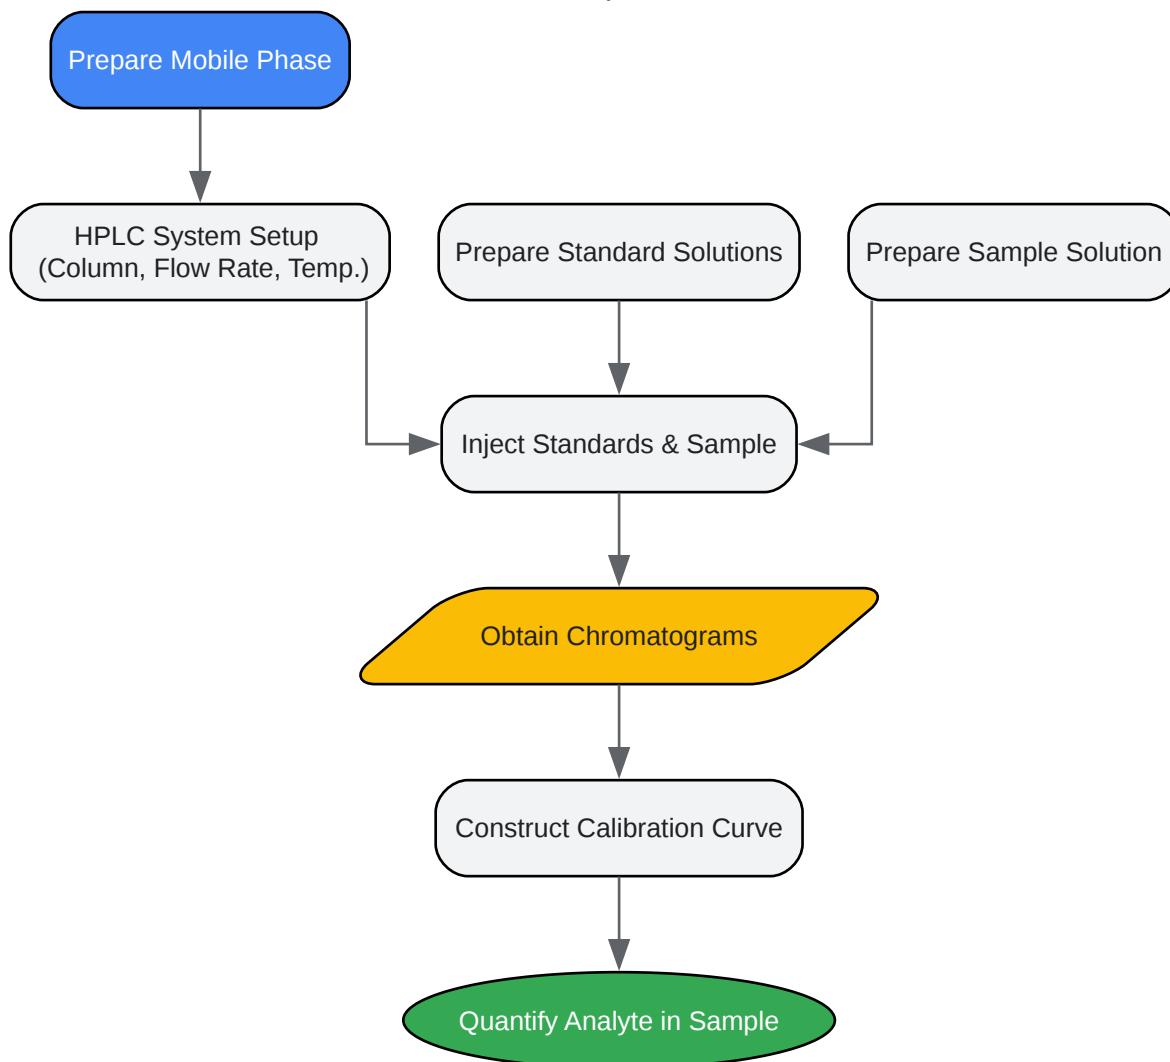 Prepare Mobile Phase
HPLC System Setup
(Column, Flow Rate, Temp.)
Prepare Standard Solutions
Prepare Sample Solution
Inject Standards & Sample
Obtain Chromatograms
Construct Calibration Curve
Quantify Analyte in Sample